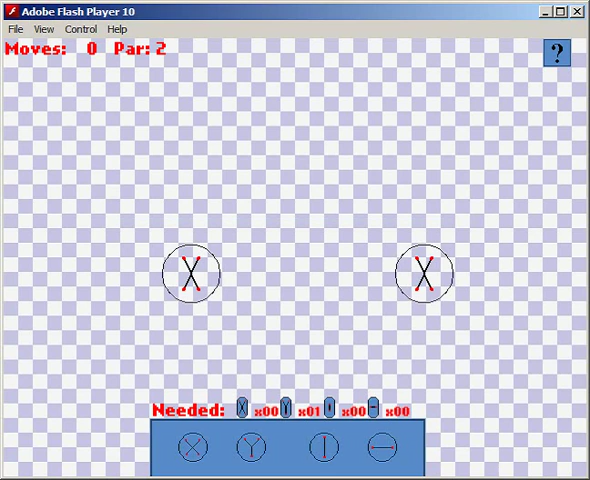 Adobe Flash Player 10
File View Control Help
Moves: 0 Par: 2
?
X X
Needed: X x00 Y x01 I x00 - x00
X Y I -